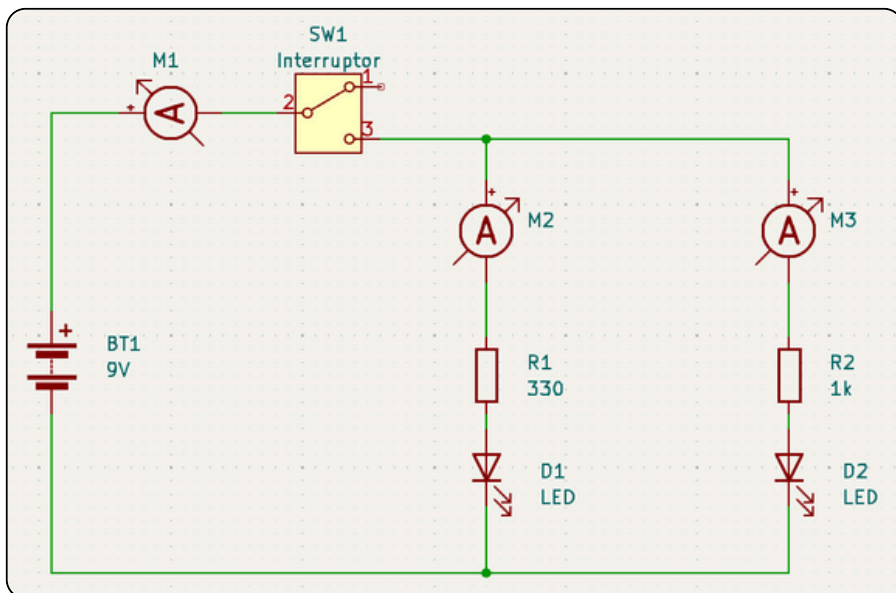 SW1
Interruptor
M1
+
A
1
2
3
+
A
M2
+
A
M3
+
BT1
9V
R1
330
R2
1k
D1
LED
D2
LED